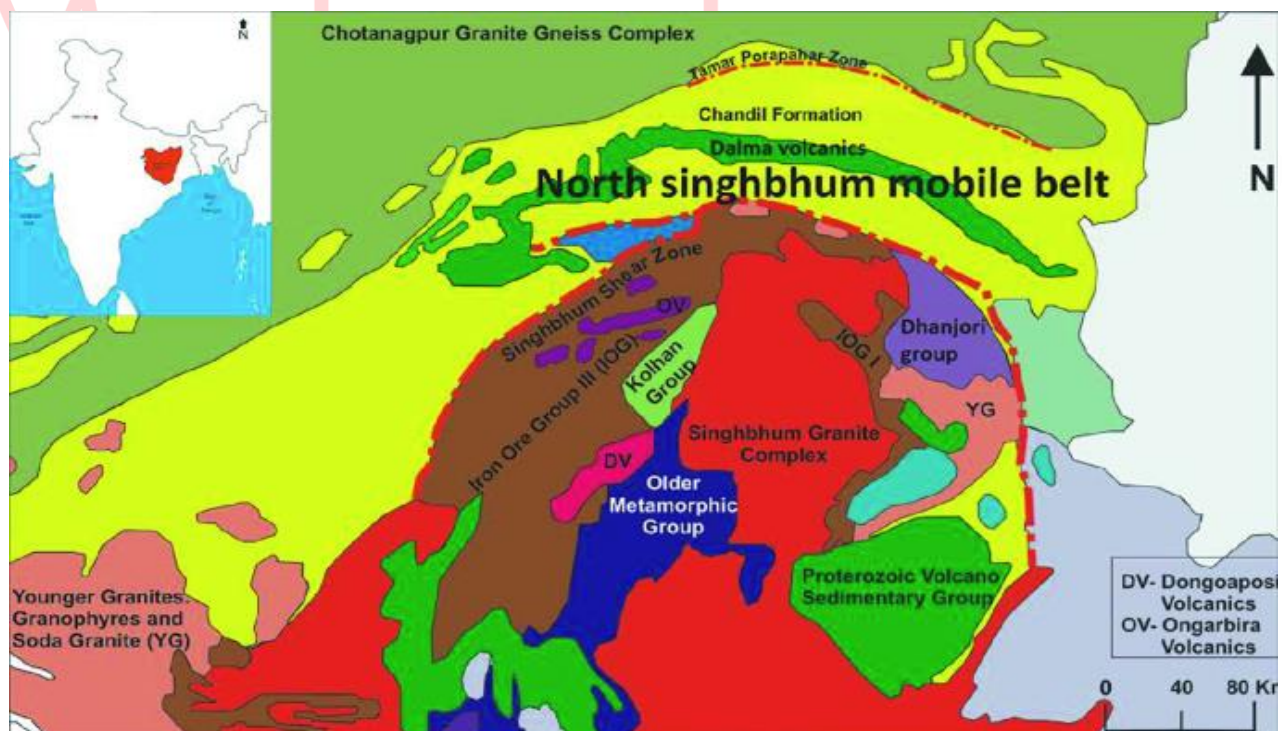 N
Chotanagpur Granite Gneiss Complex
Tamar Porapahar Zone
Chandil Formation
Dalma volcanics
North singhbhum mobile belt
N
Singhbhum Shear Zone
OV
Iron Ore Group III (IOG)
Kolhan
Group
IOG I
Dhanjori
group
YG
Singhbhum Granite
Complex
DV
Older
Metamorphic
Group
Proterozoic Volcano
Sedimentary Group
Younger Granites:
Granophyres and
Soda Granite (YG)
DV- Dongoaposi
Volcanics
OV- Ongarbira
Volcanics
0 40 80 Km